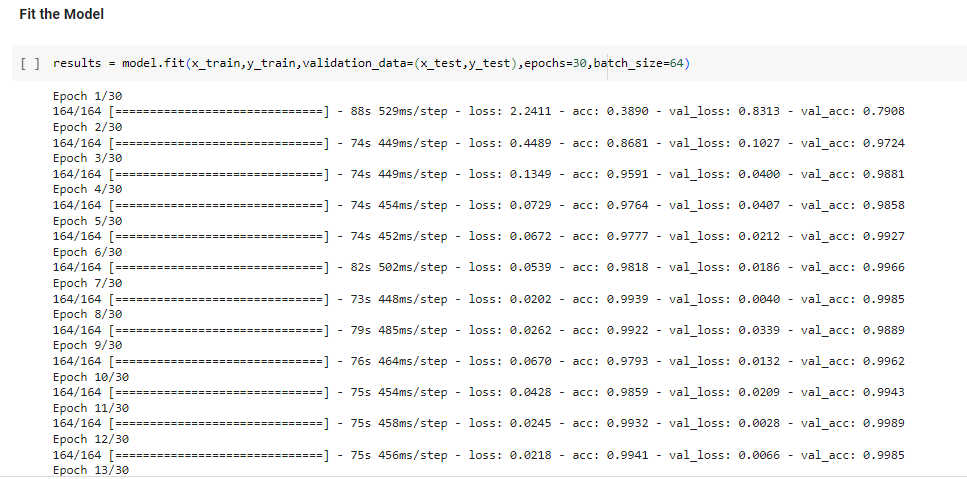 Fit the Model
[ ] results = model.fit(x_train,y_train,validation_data=(x_test,y_test),epochs=30,batch_size=64)
Epoch 1/30
164/164 [==============================] - 88s 529ms/step - loss: 2.2411 - acc: 0.3890 - val_loss: 0.8313 - val_acc: 0.7908
Epoch 2/30
164/164 [==============================] - 74s 449ms/step - loss: 0.4489 - acc: 0.8681 - val_loss: 0.1027 - val_acc: 0.9724
Epoch 3/30
164/164 [==============================] - 74s 449ms/step - loss: 0.1349 - acc: 0.9591 - val_loss: 0.0400 - val_acc: 0.9881
Epoch 4/30
164/164 [==============================] - 74s 454ms/step - loss: 0.0729 - acc: 0.9764 - val_loss: 0.0407 - val_acc: 0.9858
Epoch 5/30
164/164 [==============================] - 74s 452ms/step - loss: 0.0672 - acc: 0.9777 - val_loss: 0.0212 - val_acc: 0.9927
Epoch 6/30
164/164 [==============================] - 82s 502ms/step - loss: 0.0539 - acc: 0.9818 - val_loss: 0.0186 - val_acc: 0.9966
Epoch 7/30
164/164 [==============================] - 73s 448ms/step - loss: 0.0202 - acc: 0.9939 - val_loss: 0.0040 - val_acc: 0.9985
Epoch 8/30
164/164 [==============================] - 79s 485ms/step - loss: 0.0262 - acc: 0.9922 - val_loss: 0.0339 - val_acc: 0.9889
Epoch 9/30
164/164 [==============================] - 76s 464ms/step - loss: 0.0670 - acc: 0.9793 - val_loss: 0.0132 - val_acc: 0.9962
Epoch 10/30
164/164 [==============================] - 75s 454ms/step - loss: 0.0428 - acc: 0.9859 - val_loss: 0.0209 - val_acc: 0.9943
Epoch 11/30
164/164 [==============================] - 75s 458ms/step - loss: 0.0245 - acc: 0.9932 - val_loss: 0.0028 - val_acc: 0.9989
Epoch 12/30
164/164 [==============================] - 75s 456ms/step - loss: 0.0218 - acc: 0.9941 - val_loss: 0.0066 - val_acc: 0.9985
Epoch 13/30